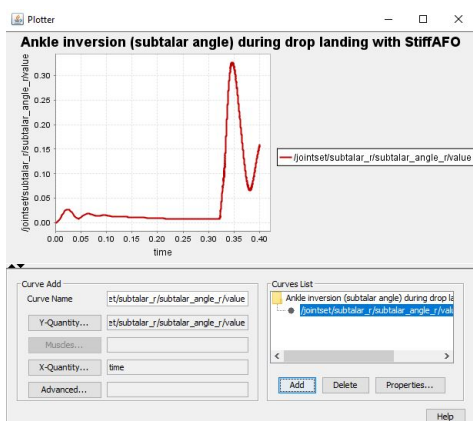 Plotter
Ankle inversion (subtalar angle) during drop landing with StiffAFO
/jointset/subtalar_r/subtalar_angle_r/value
0.30
0.25
0.20
0.15
0.10
0.05
0.00
0.00 0.05 0.10 0.15 0.20 0.25 0.30 0.35 0.40
time
/jointset/subtalar_r/subtalar_angle_r/value
Curve Add
Curve Name et/subtalar_r/subtalar_angle_r/value
Y-Quantity... et/subtalar_r/subtalar_angle_r/value
Muscles...
X-Quantity... time
Advanced...
Curves List
Ankle inversion (subtalar angle) during drop la
/jointset/subtalar_r/subtalar_angle_r/valu
Add Delete Properties...
Help